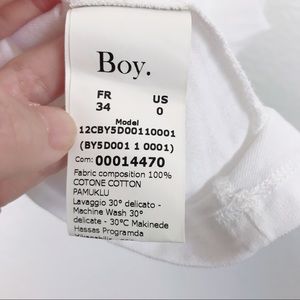 Boy.
FR US
34 0
Model
12CBY5D00110001
(BY5D001 1 0001)
Com: 00014470
Fabric composition 100%
COTONE COTTON
PAMUKLU
Lavaggio 30° delicato -
Machine Wash 30°
delicate - 30°C Makinede
Hassas Programda